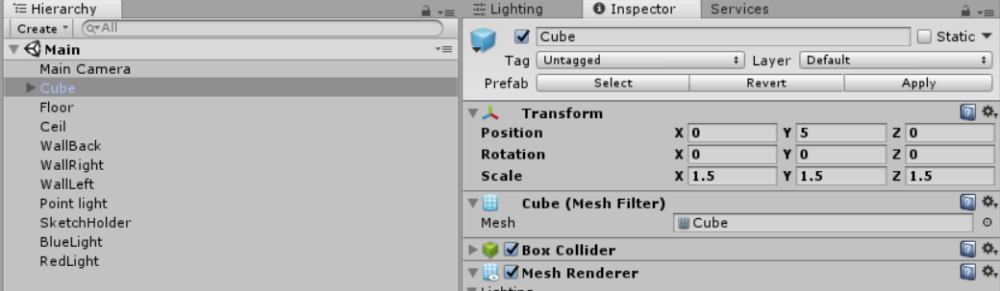 Hierarchy
Create
All
Main
Main Camera
Cube
Floor
Ceil
WallBack
WallRight
WallLeft
Point light
SketchHolder
BlueLight
RedLight
Lighting Inspector Services
Cube Static
Tag Untagged Layer Default
Prefab Select Revert Apply
Transform
Position X 0 Y 5 Z 0
Rotation X 0 Y 0 Z 0
Scale X 1.5 Y 1.5 Z 1.5
Cube (Mesh Filter)
Mesh Cube
Box Collider
Mesh Renderer
Lighting